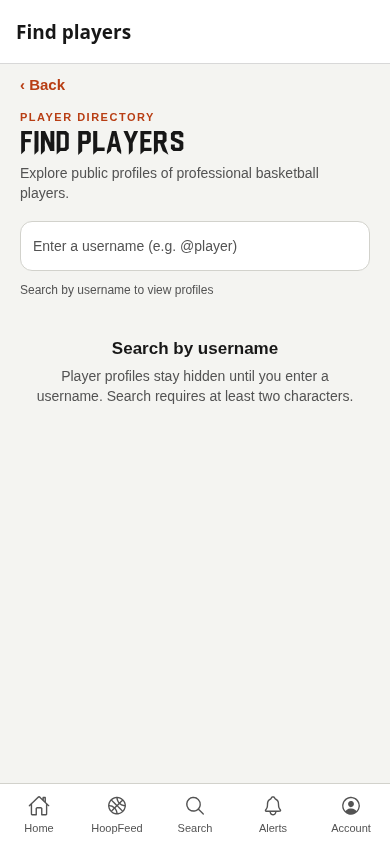 Find players
‹ Back
PLAYER DIRECTORY
FIND PLAYERS
Explore public profiles of professional basketball
players.
Enter a username (e.g. @player)
Search by username to view profiles
Search by username
Player profiles stay hidden until you enter a
username. Search requires at least two characters.
Home HoopFeed Search Alerts Account